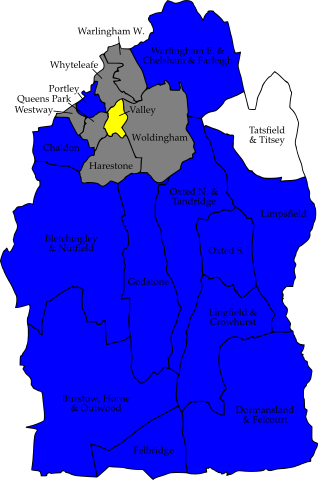 Warlingham W.
Warlingham E. &
Chelsham & Farleigh
Whyteleafe
Portley
Queens Park
Westway
Valley
Tatsfield
& Titsey
Woldingham
Chaldon
Harestone
Oxted N. &
Tandridge
Limpsfield
Bletchingley
& Nutfield
Oxted S.
Godstone
Lingfield &
Crowhurst
Burstow, Horne
& Outwood
Dormansland
& Felcourt
Felbridge